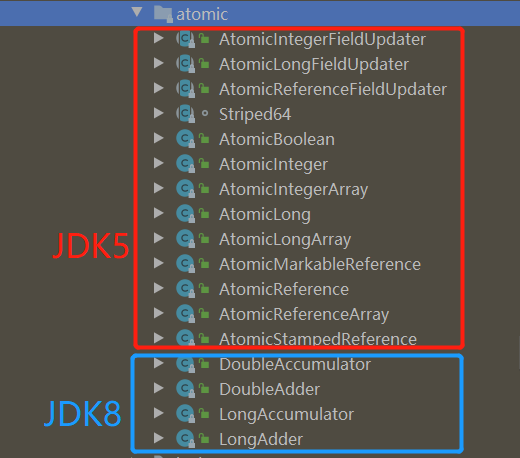 atomic
AtomicIntegerFieldUpdater
AtomicLongFieldUpdater
AtomicReferenceFieldUpdater
Striped64
AtomicBoolean
AtomicInteger
AtomicIntegerArray
AtomicLong
JDK5
AtomicLongArray
AtomicMarkableReference
AtomicReference
AtomicReferenceArray
AtomicStampedReference
DoubleAccumulator
DoubleAdder
JDK8
LongAccumulator
LongAdder